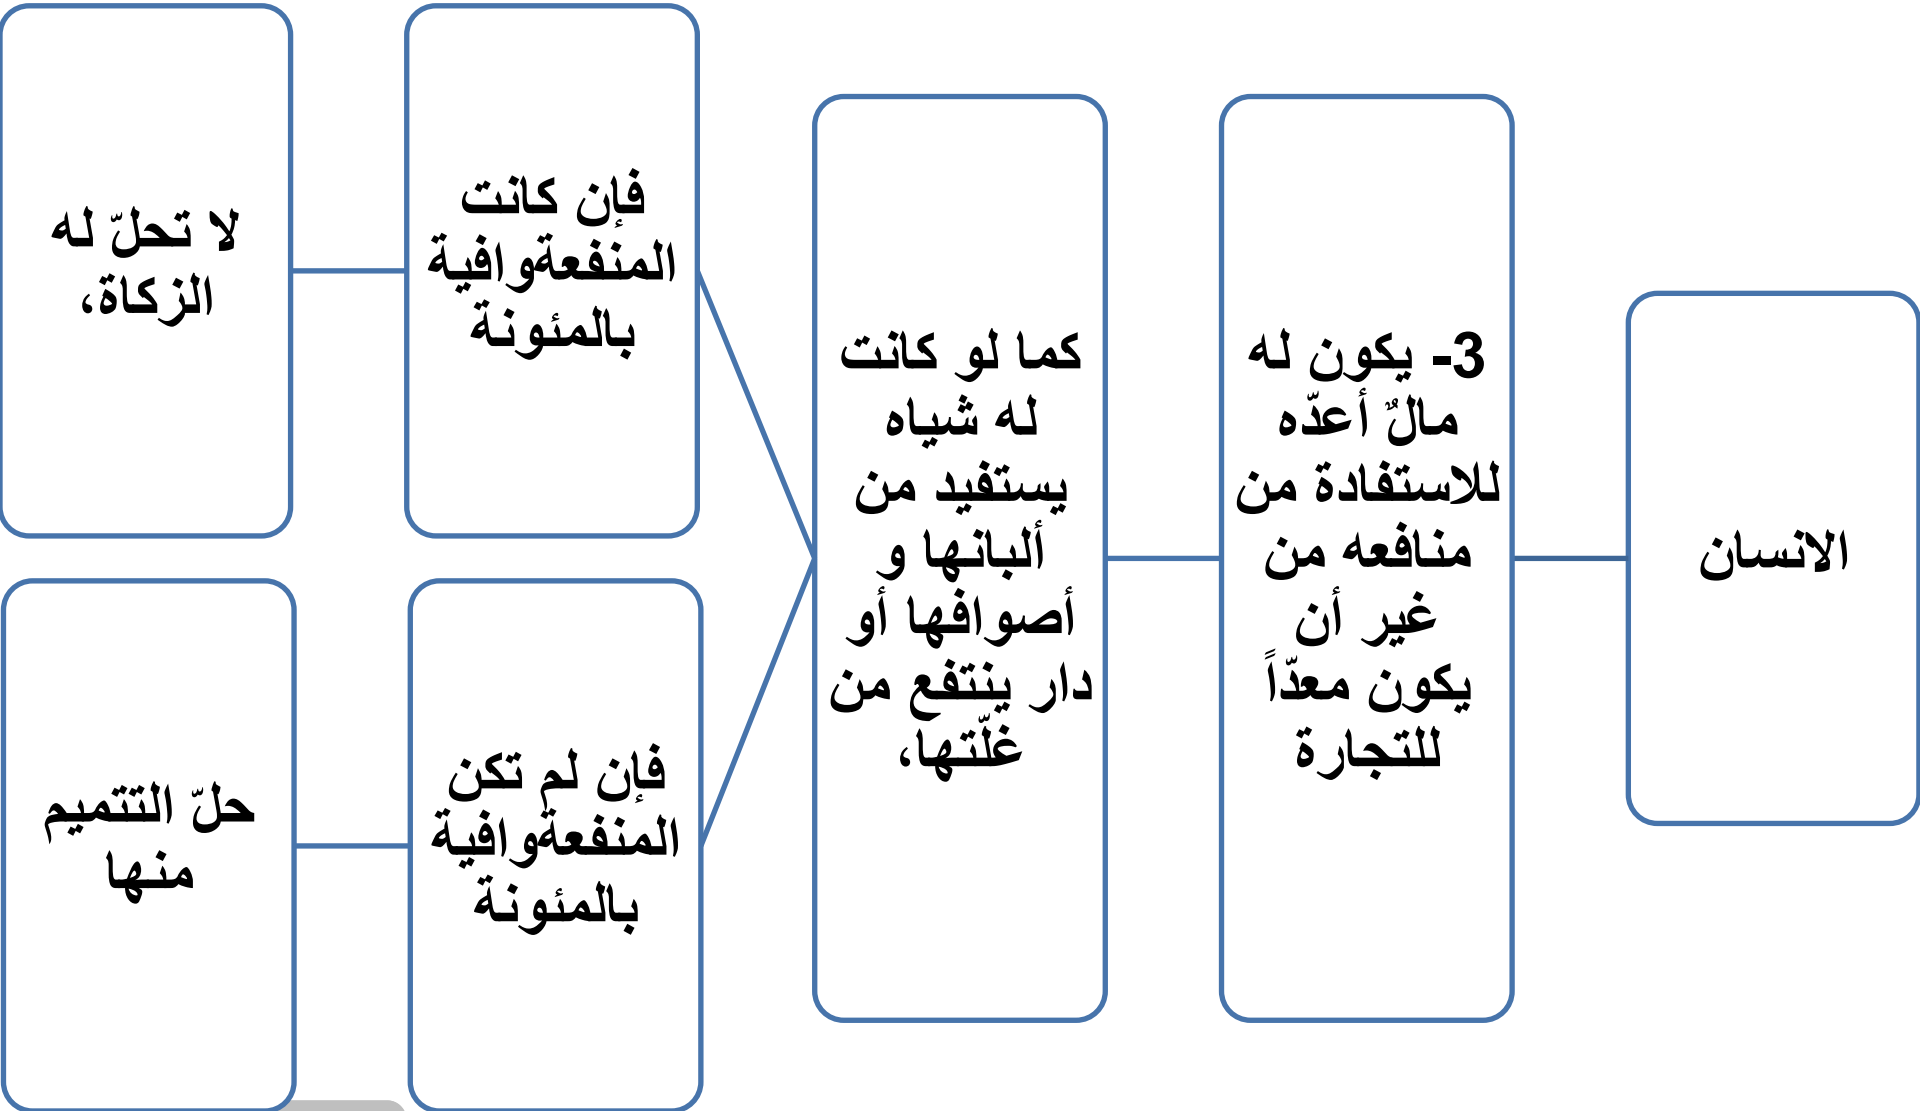 الانسان
3- يكون له
مالٌ أعدّه
للاستفادة من
منافعه من
غير أن
يكون معدّاً
للتجارة
كما لو كانت
له شياه
يستفيد من
ألبانها و
أصوافها أو
دار ينتفع من
غلّتها،
فإن كانت
المنفعةوافية
بالمئونة
لا تحلّ له
الزكاة،
فإن لم تكن
المنفعةوافية
بالمئونة
حلّ التتميم
منها